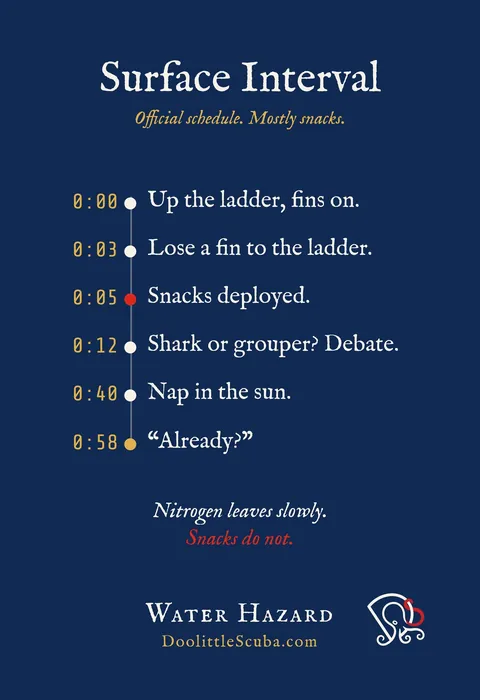 Surface Interval
Official schedule. Mostly snacks.
0:00 Up the ladder, fins on.
0:03 Lose a fin to the ladder.
0:05 Snacks deployed.
0:12 Shark or grouper? Debate.
0:40 Nap in the sun.
0:58 “Already?”
Nitrogen leaves slowly.
Snacks do not.
Water Hazard
DoolittleScuba.com